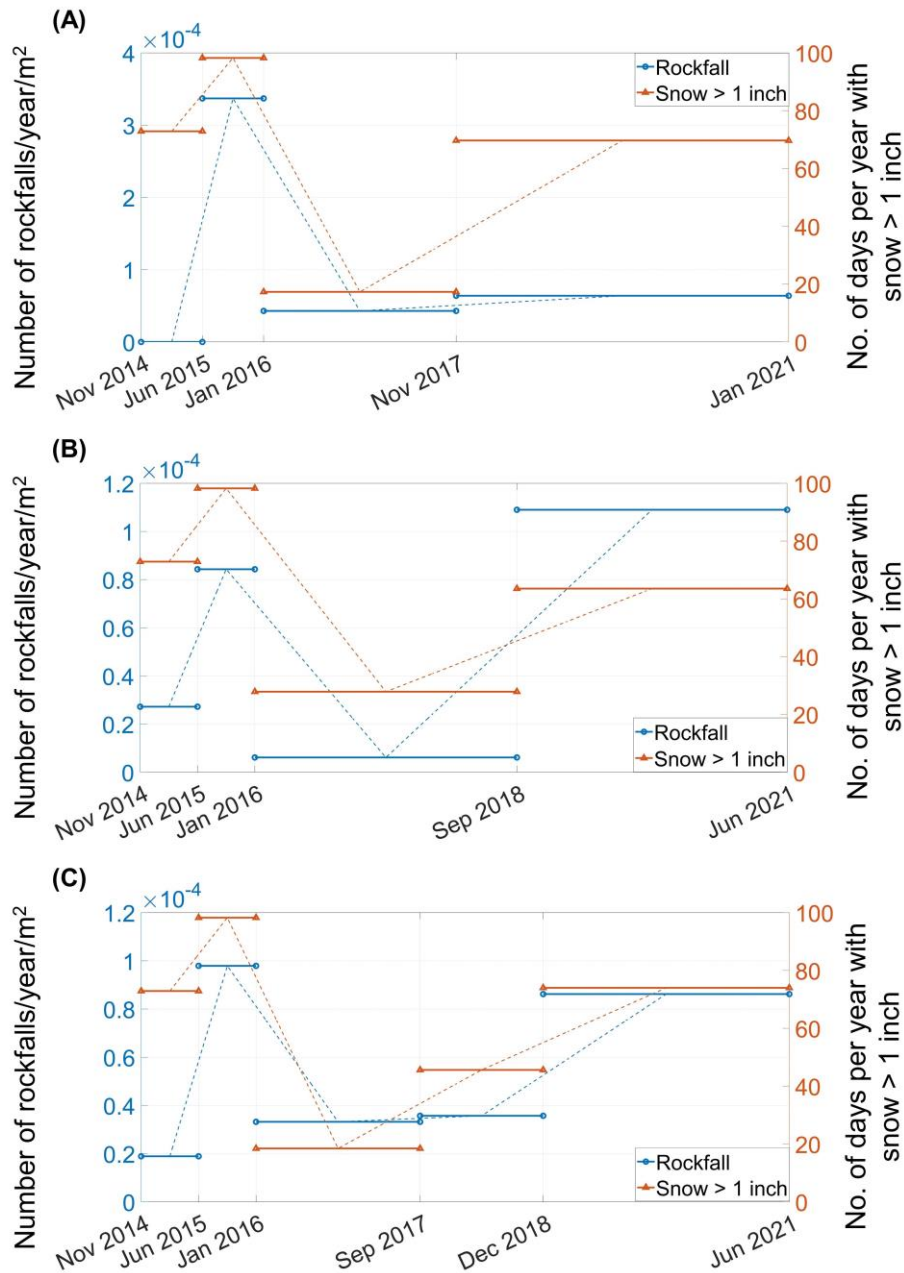 (A)
×10⁻⁴
Number of rockfalls/year/m²
4
3
2
1
0
100
80
60
40
20
0
No. of days per year with
snow > 1 inch
Rockfall
Snow > 1 inch
Nov 2014
Jun 2015
Jan 2016
Nov 2017
Jan 2021
(B)
×10⁻⁴
Number of rockfalls/year/m²
1.2
1
0.8
0.6
0.4
0.2
0
100
80
60
40
20
0
No. of days per year with
snow > 1 inch
Rockfall
Snow > 1 inch
Nov 2014
Jun 2015
Jan 2016
Sep 2018
Jun 2021
(C)
×10⁻⁴
Number of rockfalls/year/m²
1.2
1
0.8
0.6
0.4
0.2
0
100
80
60
40
20
0
No. of days per year with
snow > 1 inch
Rockfall
Snow > 1 inch
Nov 2014
Jun 2015
Jan 2016
Sep 2017
Dec 2018
Jun 2021